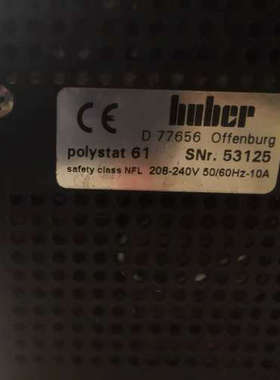 CE huber
D 77656 Offenburg
polystat 61 SNr. 53125
safety class NFL 208-240V 50/60Hz-10A